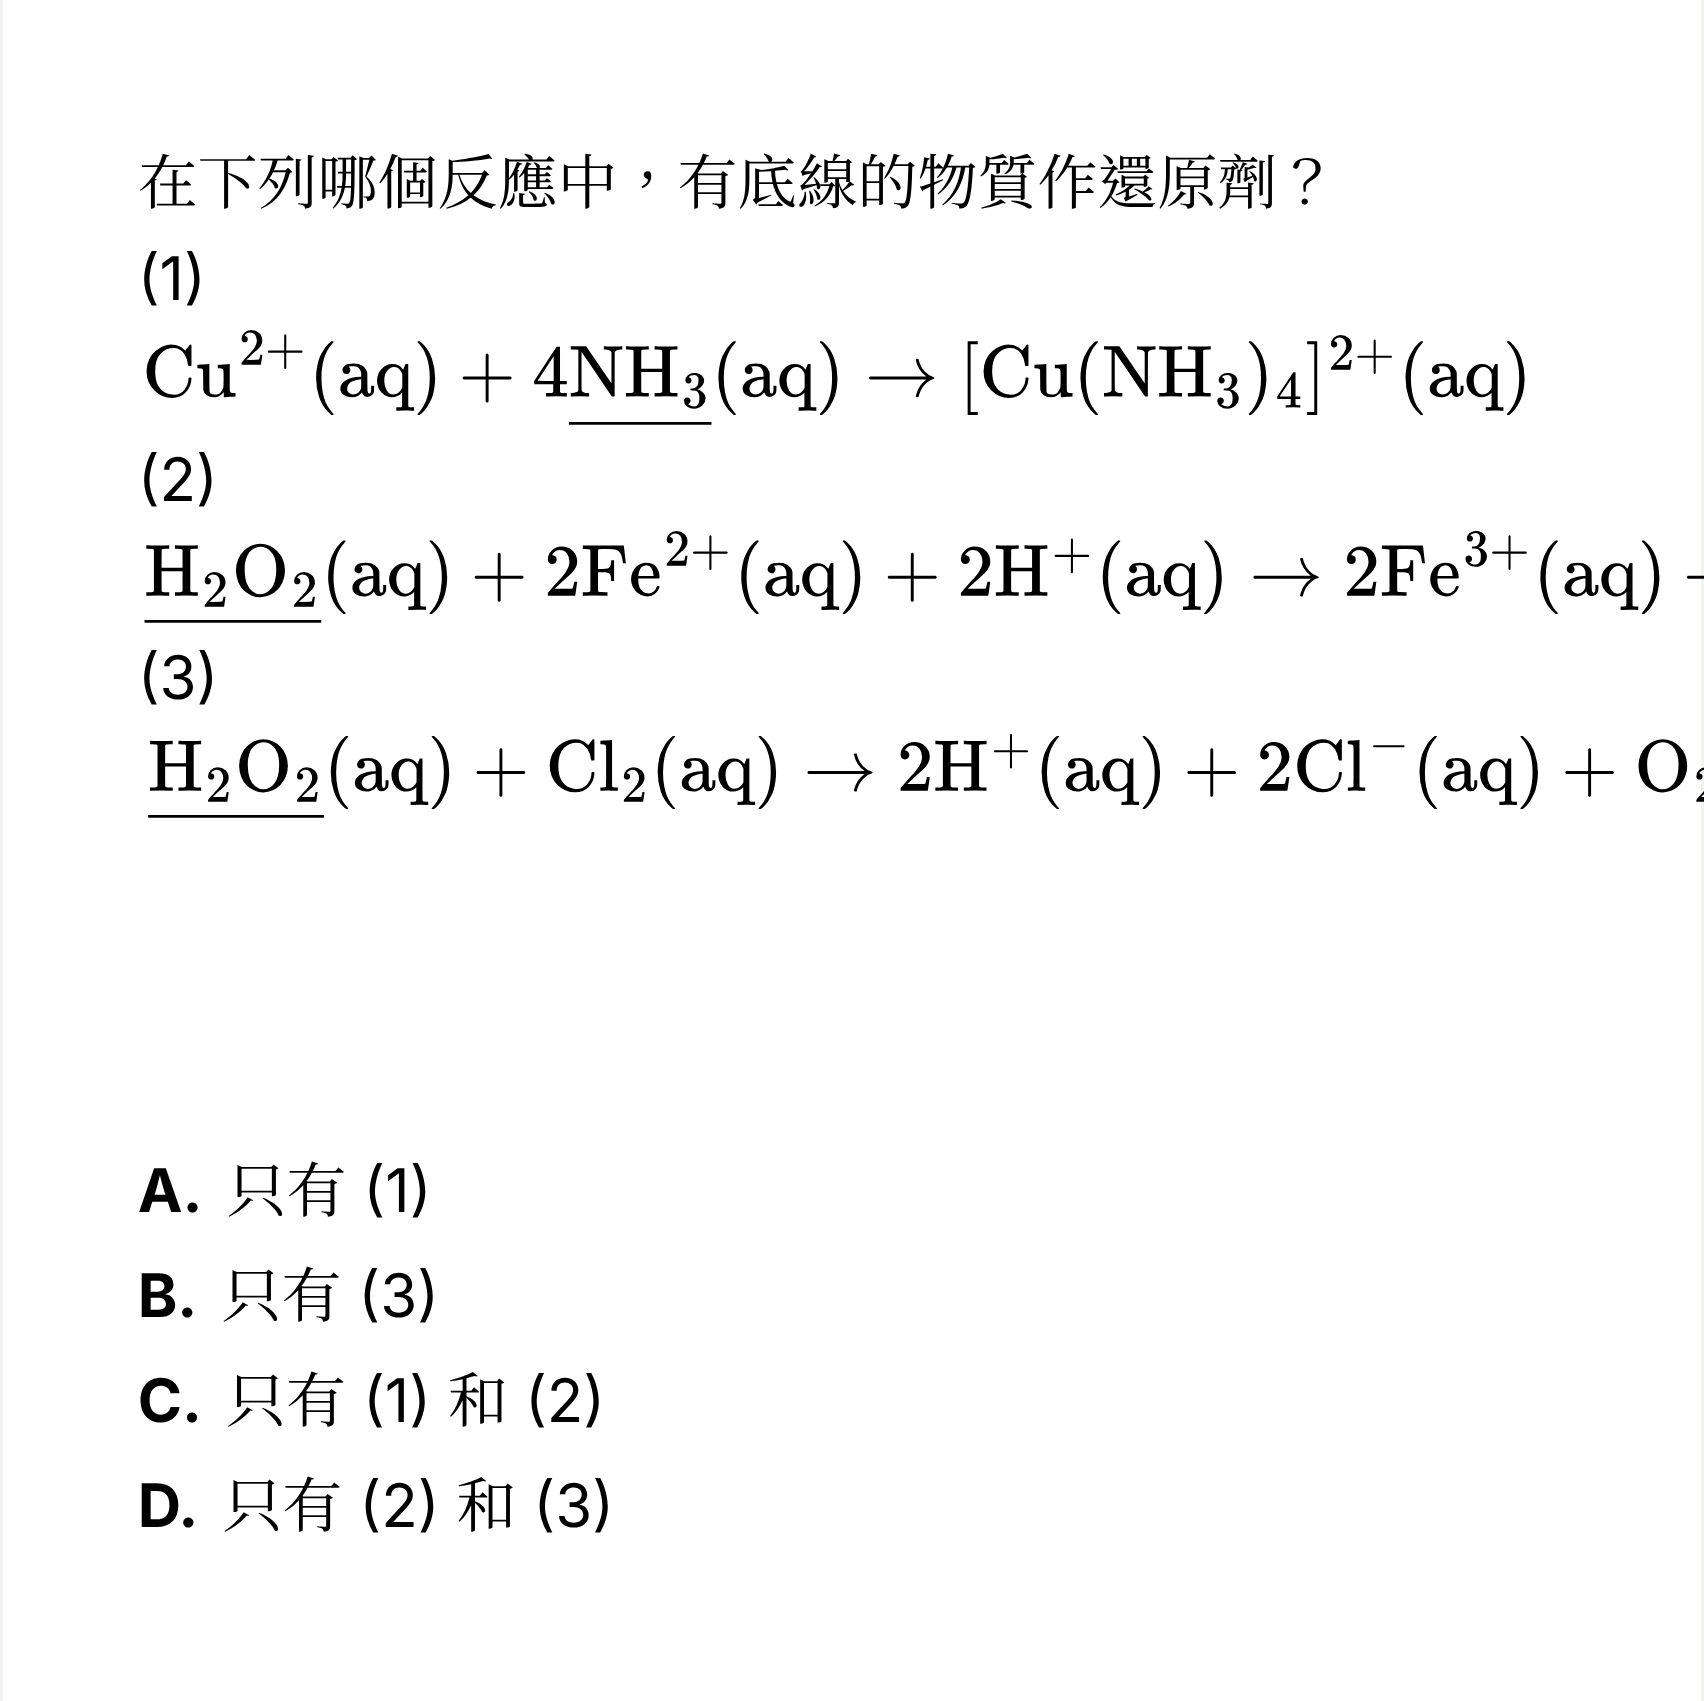 在下列哪個反應中，有底線的物質作還原劑？
(1)
Cu²⁺(aq) + 4NH₃(aq) → [Cu(NH₃)₄]²⁺(aq)
(2)
H₂O₂(aq) + 2Fe²⁺(aq) + 2H⁺(aq) → 2Fe³⁺(aq)
(3)
H₂O₂(aq) + Cl₂(aq) → 2H⁺(aq) + 2Cl⁻(aq) + O₂
A. 只有 (1)
B. 只有 (3)
C. 只有 (1) 和 (2)
D. 只有 (2) 和 (3)